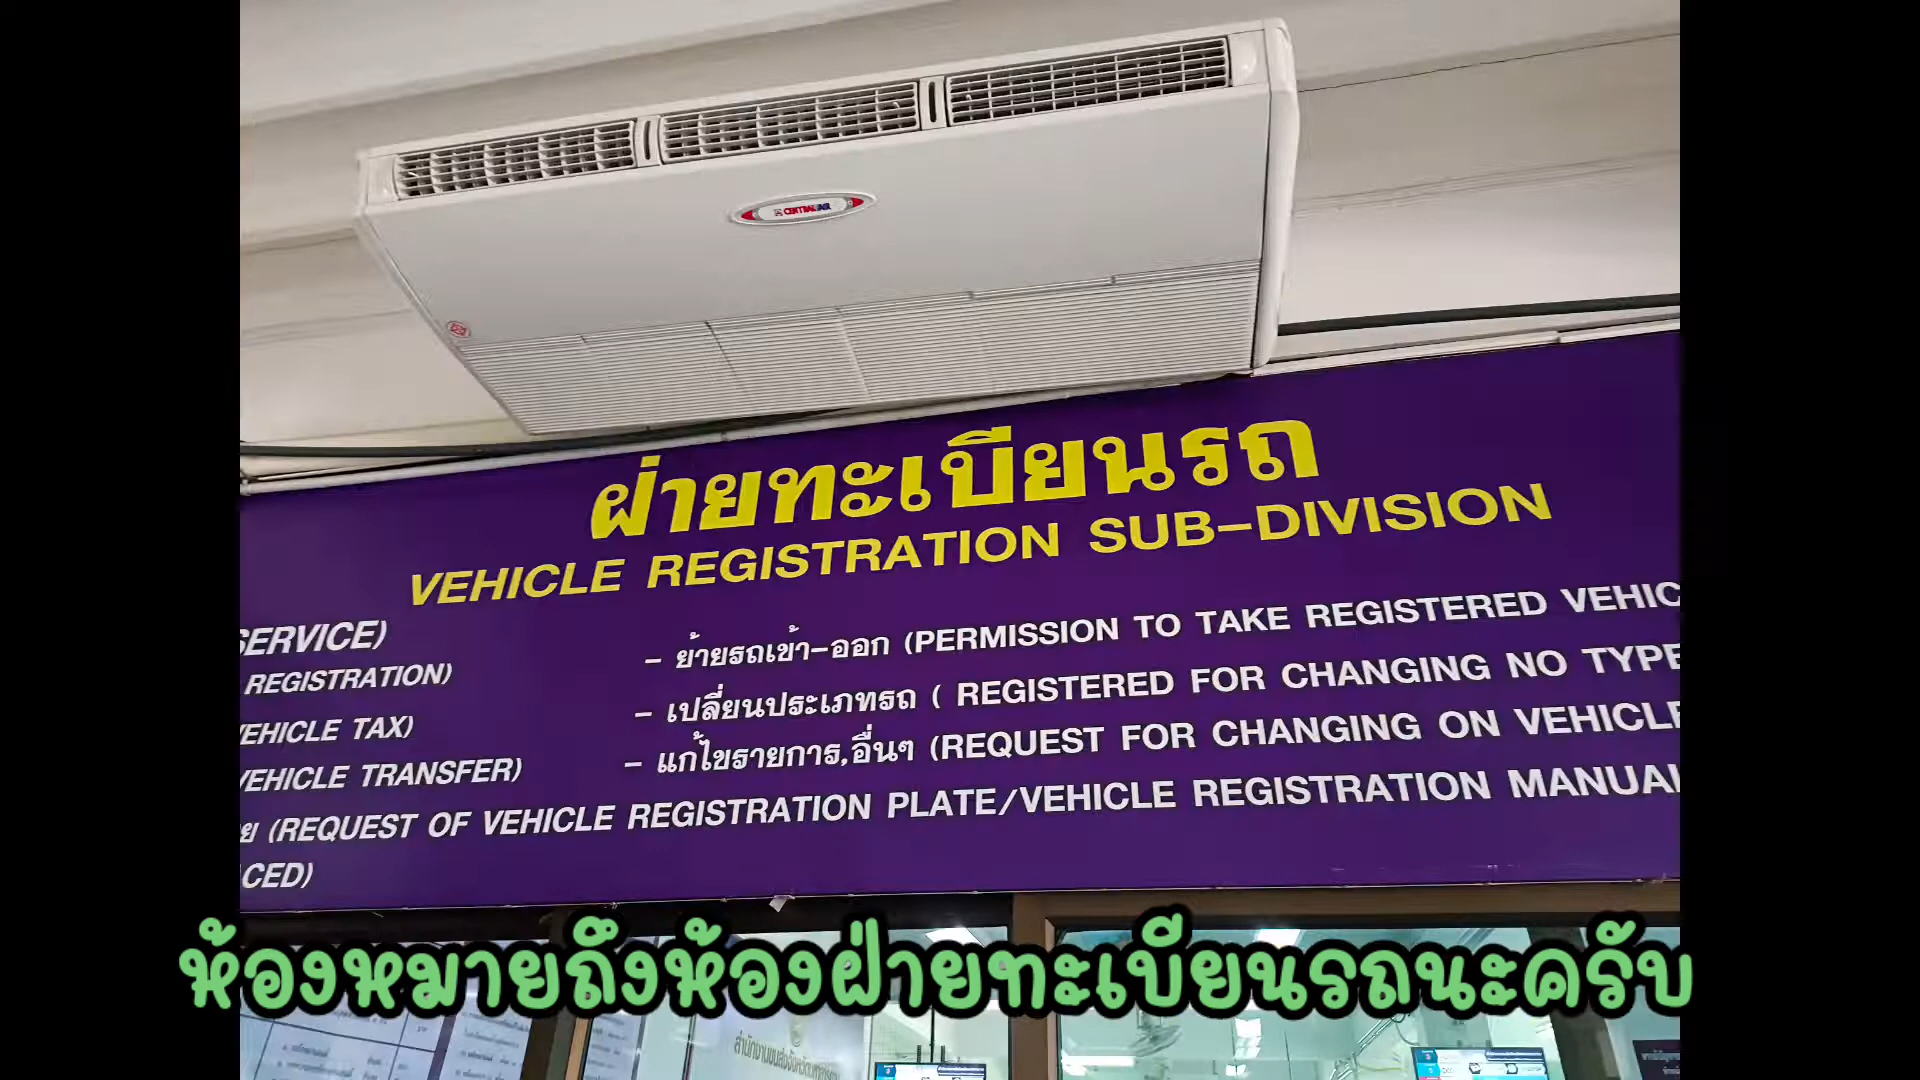 CENTRAL AIR
ฝ่ายทะเบียนรถ
VEHICLE REGISTRATION SUB-DIVISION
SERVICE)
REGISTRATION)
VEHICLE TAX)
VEHICLE TRANSFER)
- ย้ายรถเข้า-ออก (PERMISSION TO TAKE REGISTERED VEHIC
- เปลี่ยนประเภทรถ ( REGISTERED FOR CHANGING NO TYPE
- แก้ไขรายการ,อื่นๆ (REQUEST FOR CHANGING ON VEHICLE
ย (REQUEST OF VEHICLE REGISTRATION PLATE/VEHICLE REGISTRATION MANUAL
CED)
ห้องหมายถึงห้องฝ่ายทะเบียนรถนะครับ